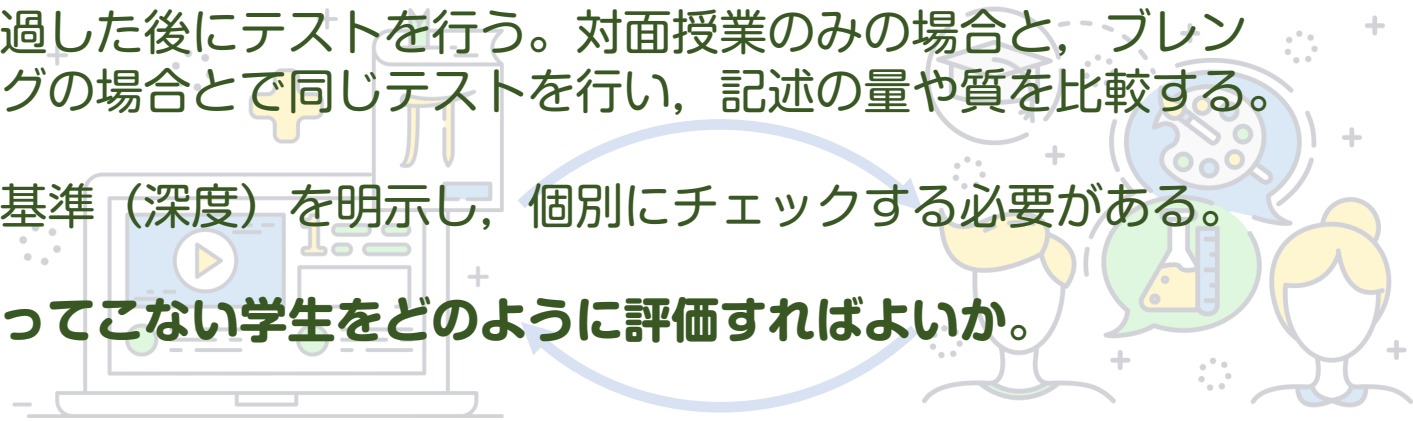 過した後にテストを行う。対面授業のみの場合と，ブレン
グの場合とで同じテストを行い，記述の量や質を比較する。
基準（深度）を明示し，個別にチェックする必要がある。
ってこない学生をどのように評価すればよいか。